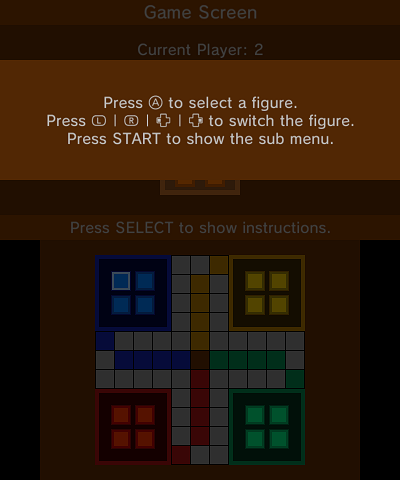 Game Screen
Current Player: 2
Press Ⓐ to select a figure.
Press L | R | ✚ | ✚ to switch the figure.
Press START to show the sub menu.
Press SELECT to show instructions.